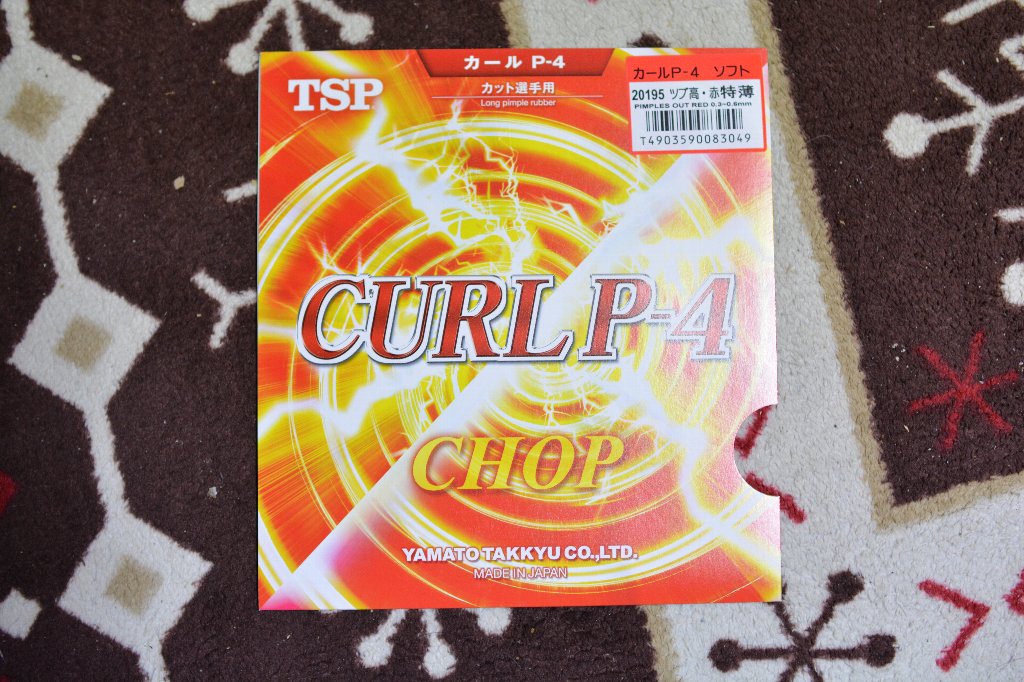 カール P-4
TSP
カット選手用
Long pimple rubber
カールP-4 ソフト
20195 ツブ高・赤特薄
PIMPLES OUT RED 0.3~0.6mm
T4903590083049
CURL P-4
CHOP
YAMATO TAKKYU CO.,LTD.
MADE IN JAPAN